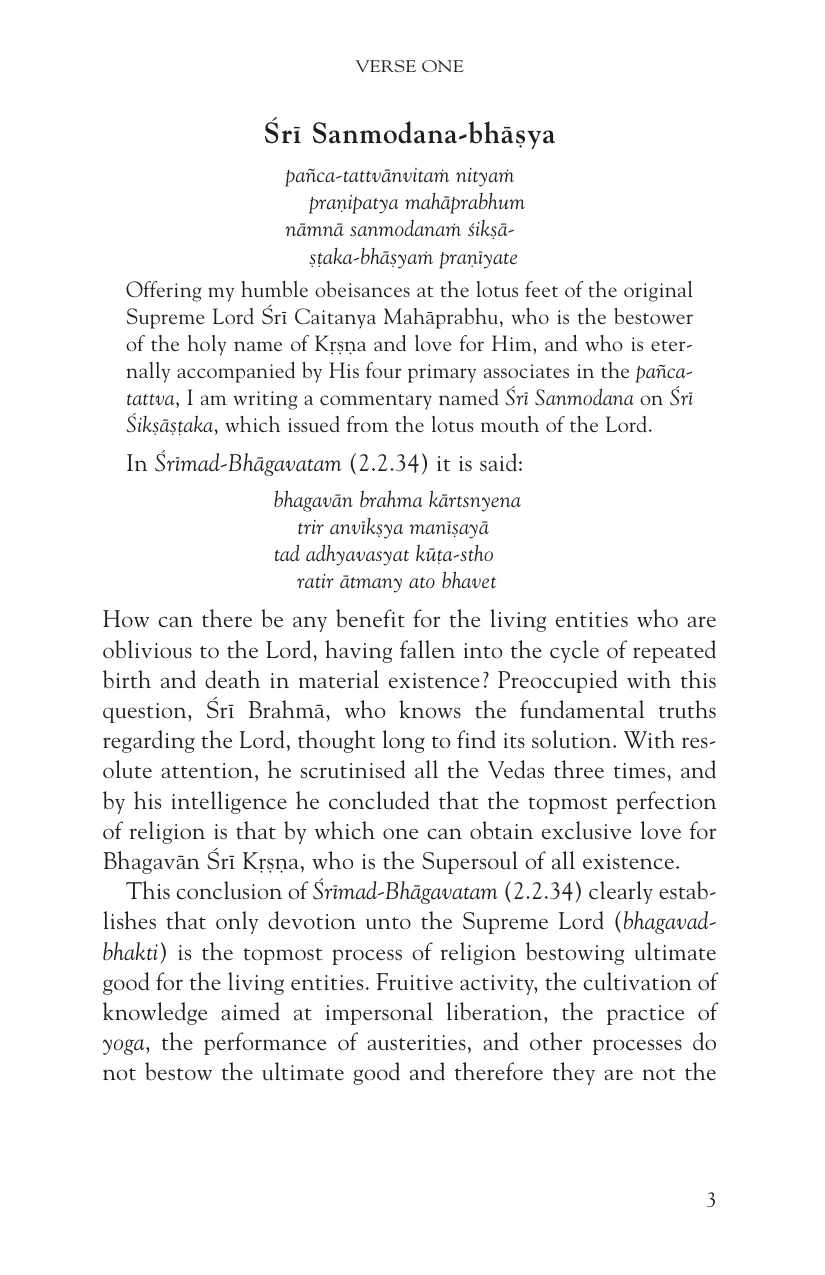 VERSE ONE
Śrī Sanmodana-bhāṣya
pañca-tattvānvitaṁ nityaṁ
praṇipatya mahāprabhum
nāmnā sanmodanaṁ śikṣā-
ṣṭaka-bhāṣyaṁ praṇīyate
Offering my humble obeisances at the lotus feet of the original
Supreme Lord Śrī Caitanya Mahāprabhu, who is the bestower
of the holy name of Kṛṣṇa and love for Him, and who is eter-
nally accompanied by His four primary associates in the pañca-
tattva, I am writing a commentary named Śrī Sanmodana on Śrī
Śikṣāṣṭaka, which issued from the lotus mouth of the Lord.
In Śrīmad-Bhāgavatam (2.2.34) it is said:
bhagavān brahma kārtsnyena
trir anvīkṣya manīṣayā
tad adhyavasyat kūṭa-stho
ratir ātmany ato bhavet
How can there be any benefit for the living entities who are
oblivious to the Lord, having fallen into the cycle of repeated
birth and death in material existence? Preoccupied with this
question, Śrī Brahmā, who knows the fundamental truths
regarding the Lord, thought long to find its solution. With res-
olute attention, he scrutinised all the Vedas three times, and
by his intelligence he concluded that the topmost perfection
of religion is that by which one can obtain exclusive love for
Bhagavān Śrī Kṛṣṇa, who is the Supersoul of all existence.
This conclusion of Śrīmad-Bhāgavatam (2.2.34) clearly estab-
lishes that only devotion unto the Supreme Lord (bhagavad-
bhakti) is the topmost process of religion bestowing ultimate
good for the living entities. Fruitive activity, the cultivation of
knowledge aimed at impersonal liberation, the practice of
yoga, the performance of austerities, and other processes do
not bestow the ultimate good and therefore they are not the
3